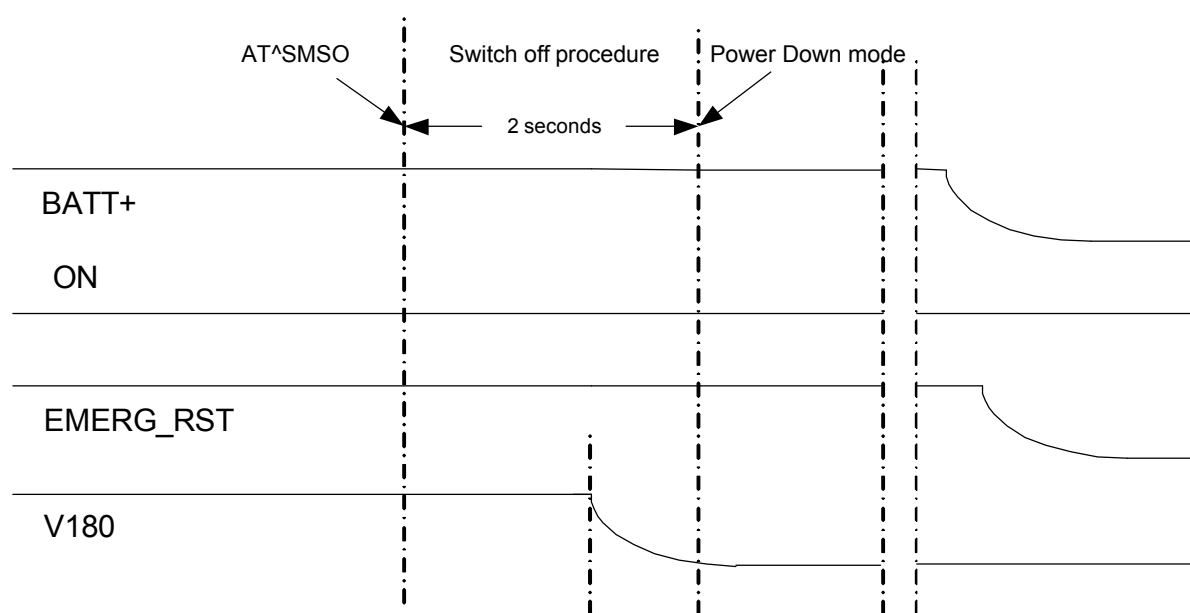 AT^SMSO
Switch off procedure
Power Down mode
2 seconds
BATT+
ON
EMERG_RST
V180